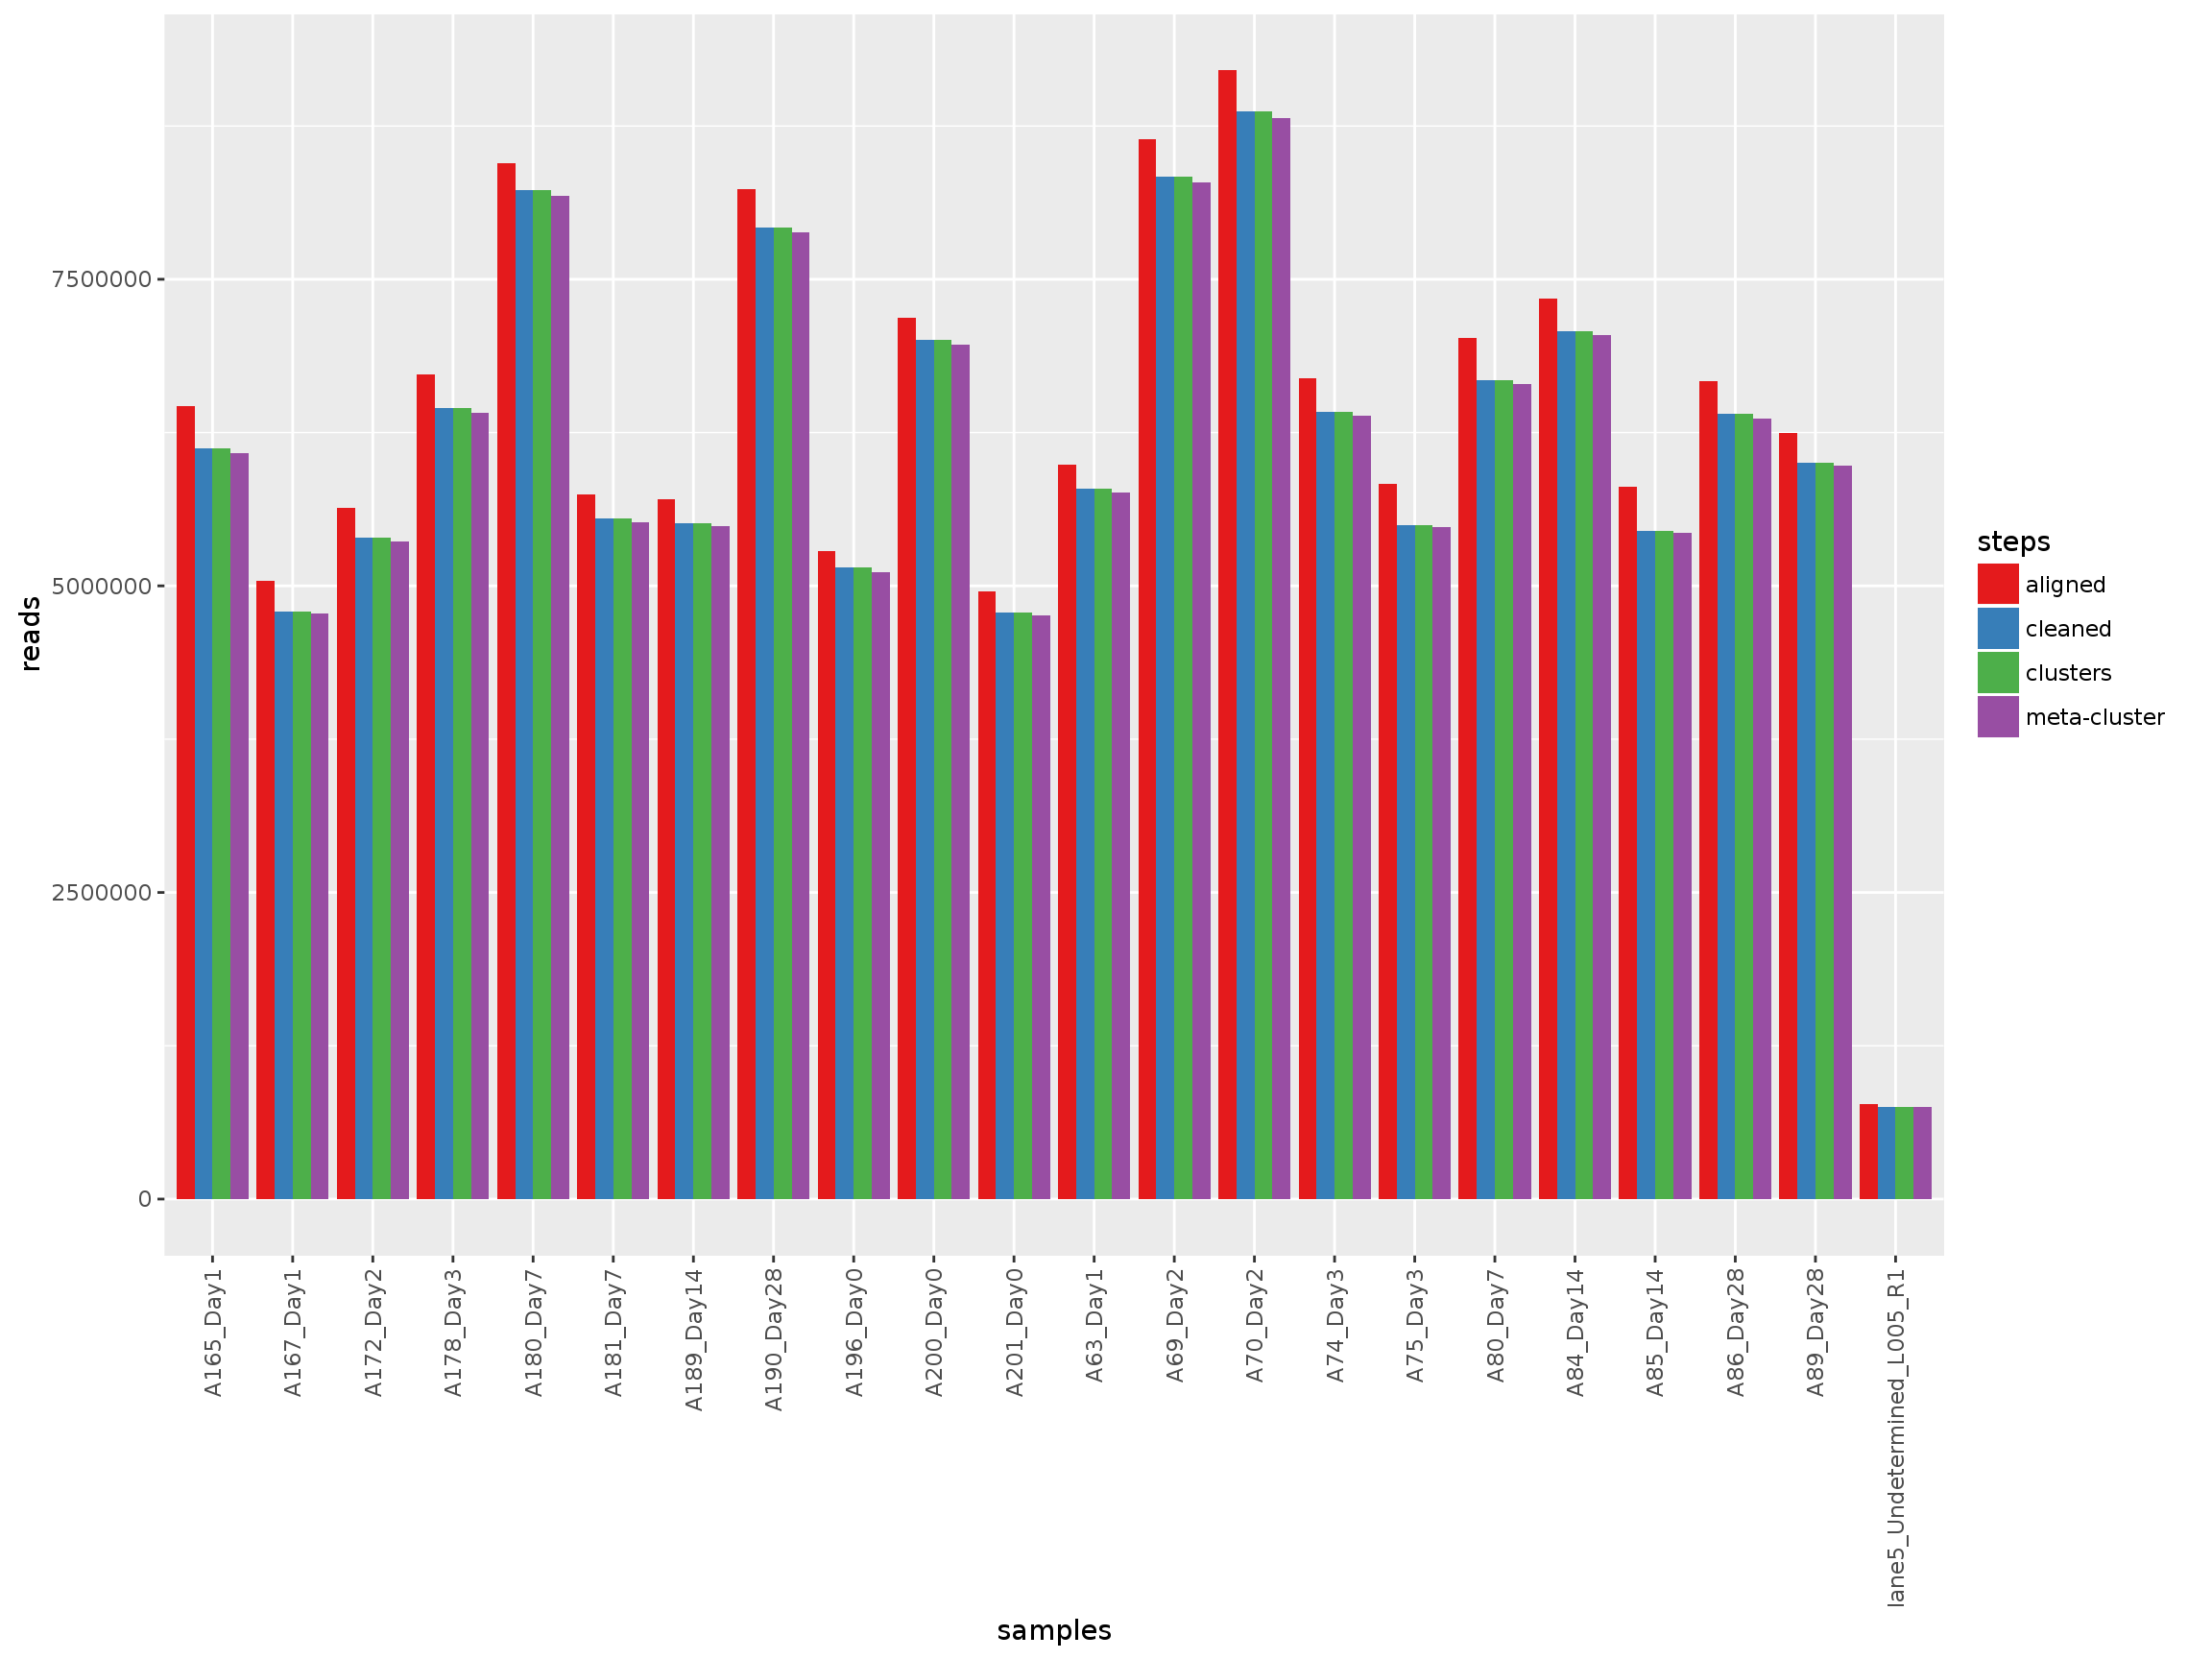 reads
7500000
5000000
2500000
0
A165_Day1
A167_Day1
A172_Day2
A178_Day3
A180_Day7
A181_Day7
A189_Day14
A190_Day28
A196_Day0
A200_Day0
A201_Day0
A63_Day1
A69_Day2
A70_Day2
A74_Day3
A75_Day3
A80_Day7
A84_Day14
A85_Day14
A86_Day28
A89_Day28
lane5_Undetermined_L005_R1
samples
steps
aligned
cleaned
clusters
meta-cluster